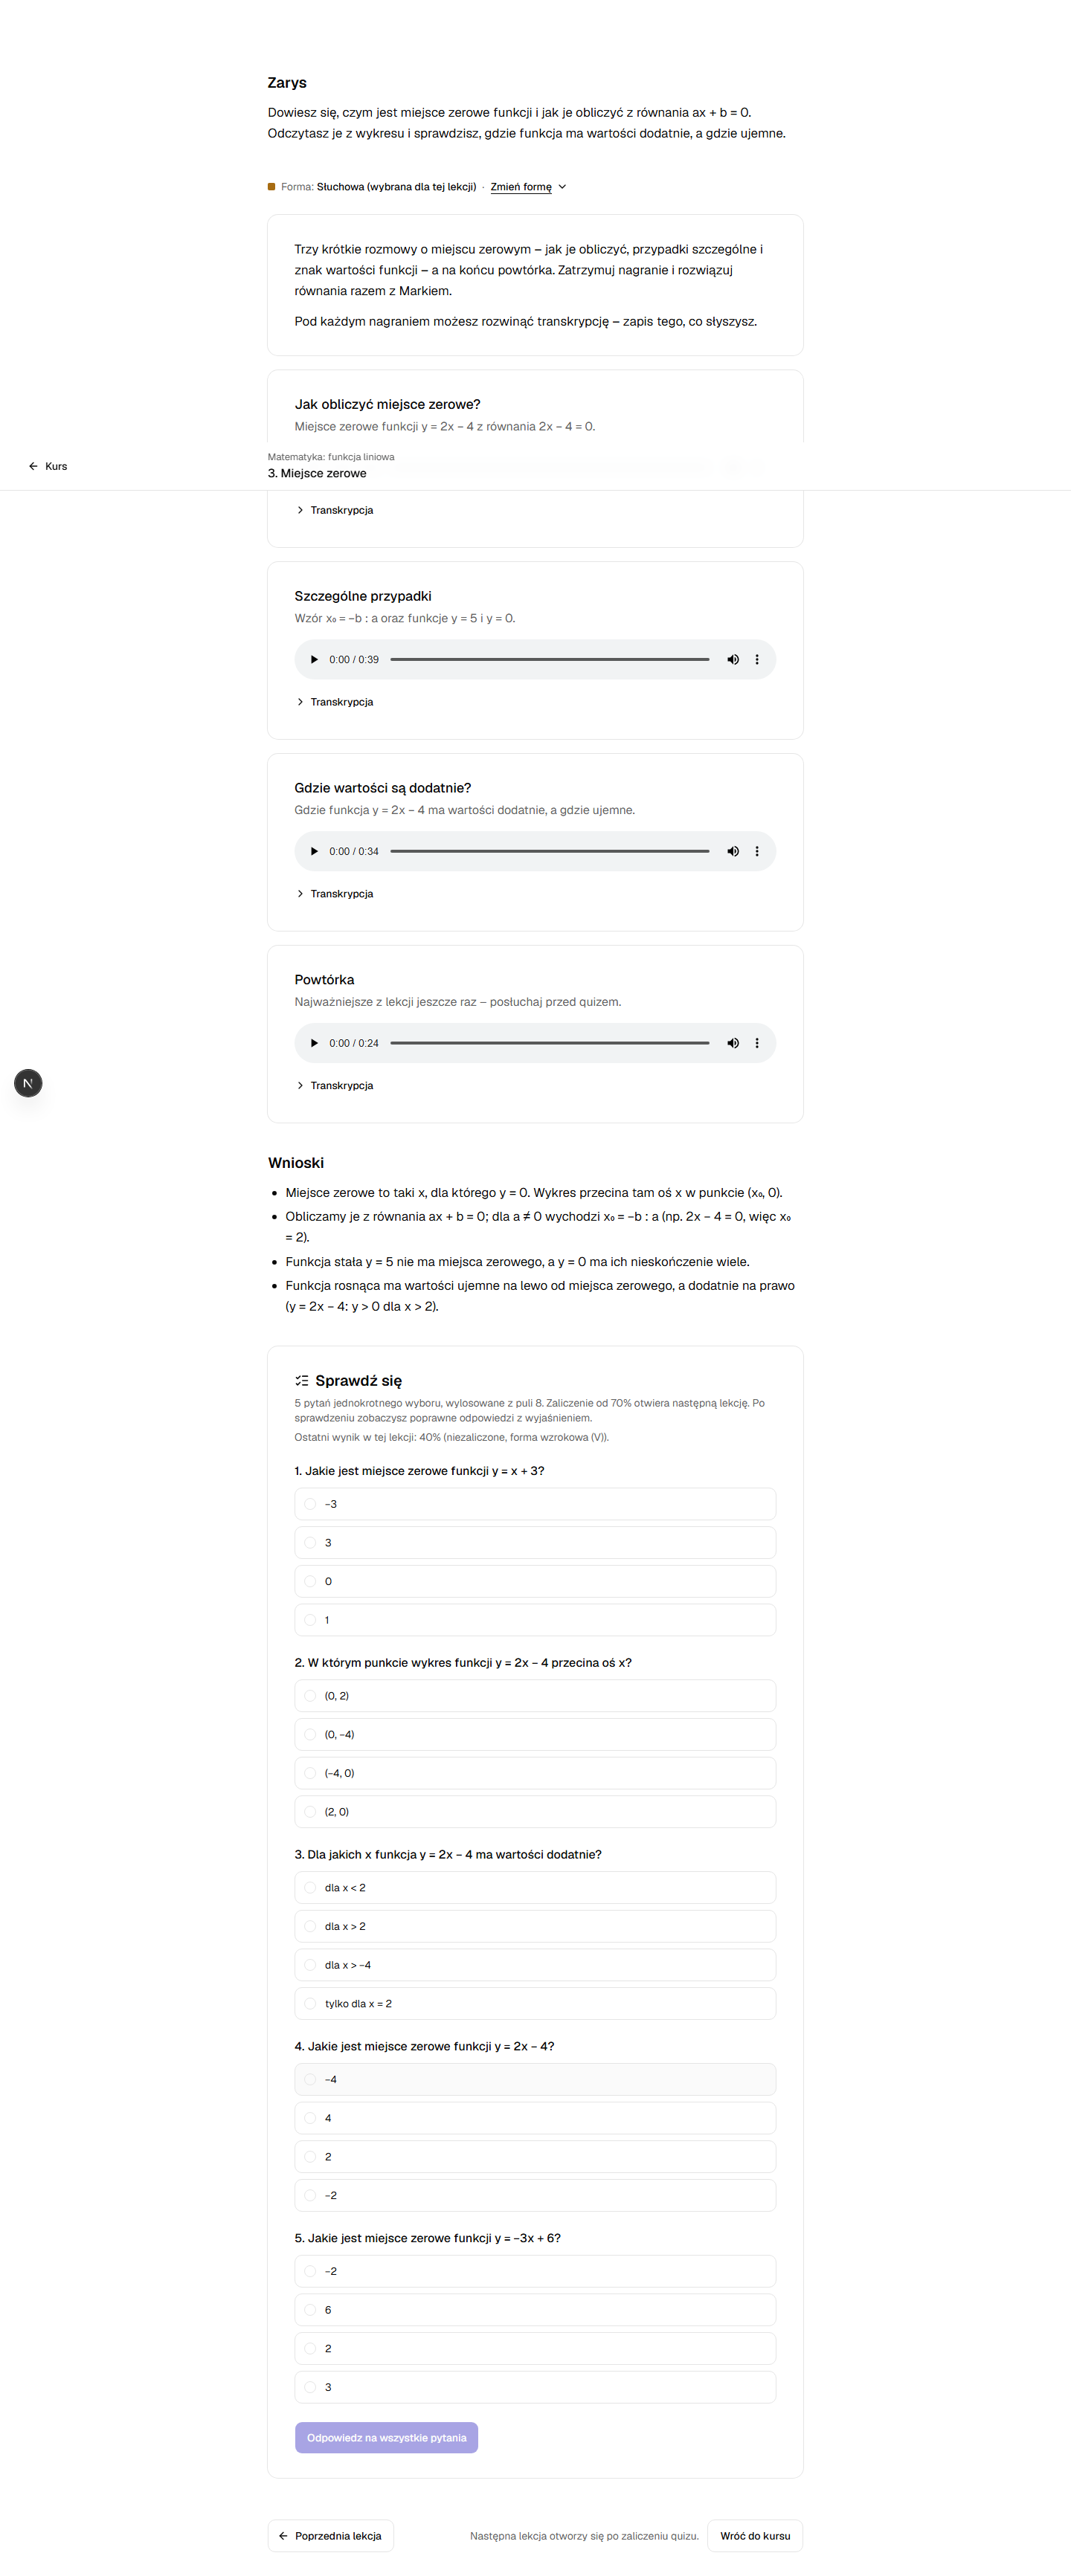 Zarys
Dowiesz się, czym jest miejsce zerowe funkcji i jak je obliczyć z równania ax + b = 0.
Odczytasz je z wykresu i sprawdzisz, gdzie funkcja ma wartości dodatnie, a gdzie ujemne.
Forma: Słuchowa (wybrana dla tej lekcji) · Zmień formę
Trzy krótkie rozmowy o miejscu zerowym – jak je obliczyć, przypadki szczególne i
znak wartości funkcji – a na końcu powtórka. Zatrzymuj nagranie i rozwiązuj
równania razem z Markiem.
Pod każdym nagraniem możesz rozwinąć transkrypcję – zapis tego, co słyszysz.
Jak obliczyć miejsce zerowe?
Miejsce zerowe funkcji y = 2x − 4 z równania 2x − 4 = 0.
Kurs
Matematyka: funkcja liniowa
3. Miejsce zerowe
Transkrypcja
Szczególne przypadki
Wzór x₀ = −b : a oraz funkcje y = 5 i y = 0.
0:00 / 0:39
Transkrypcja
Gdzie wartości są dodatnie?
Gdzie funkcja y = 2x − 4 ma wartości dodatnie, a gdzie ujemne.
0:00 / 0:34
Transkrypcja
Powtórka
Najważniejsze z lekcji jeszcze raz – posłuchaj przed quizem.
0:00 / 0:24
Transkrypcja
N
Wnioski
• Miejsce zerowe to taki x, dla którego y = 0. Wykres przecina tam oś x w punkcie (x₀, 0).
• Obliczamy je z równania ax + b = 0; dla a ≠ 0 wychodzi x₀ = −b : a (np. 2x − 4 = 0, więc x₀
= 2).
• Funkcja stała y = 5 nie ma miejsca zerowego, a y = 0 ma ich nieskończenie wiele.
• Funkcja rosnąca ma wartości ujemne na lewo od miejsca zerowego, a dodatnie na prawo
(y = 2x − 4: y > 0 dla x > 2).
Sprawdź się
5 pytań jednokrotnego wyboru, wylosowane z puli 8. Zaliczenie od 70% otwiera następną lekcję. Po
sprawdzeniu zobaczysz poprawne odpowiedzi z wyjaśnieniem.
Ostatni wynik w tej lekcji: 40% (niezaliczone, forma wzrokowa (V)).
1. Jakie jest miejsce zerowe funkcji y = x + 3?
−3
3
0
1
2. W którym punkcie wykres funkcji y = 2x − 4 przecina oś x?
(0, 2)
(0, −4)
(−4, 0)
(2, 0)
3. Dla jakich x funkcja y = 2x − 4 ma wartości dodatnie?
dla x < 2
dla x > 2
dla x > −4
tylko dla x = 2
4. Jakie jest miejsce zerowe funkcji y = 2x − 4?
−4
4
2
−2
5. Jakie jest miejsce zerowe funkcji y = −3x + 6?
−2
6
2
3
Odpowiedz na wszystkie pytania
Poprzednia lekcja
Następna lekcja otworzy się po zaliczeniu quizu.
Wróć do kursu